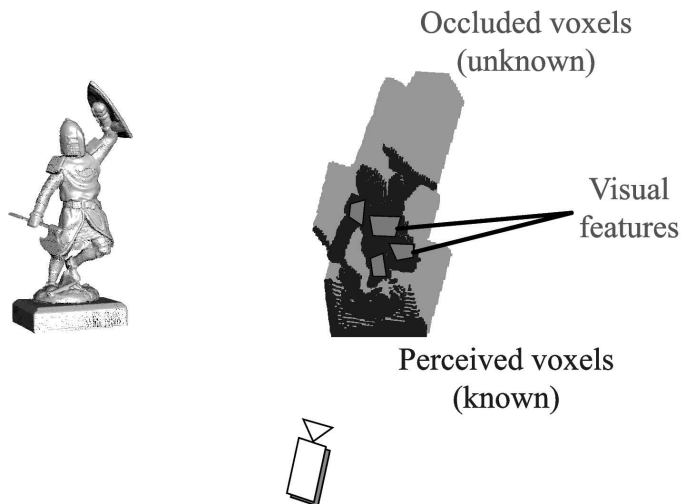 Occluded voxels
(unknown)
Visual
features
Perceived voxels
(known)